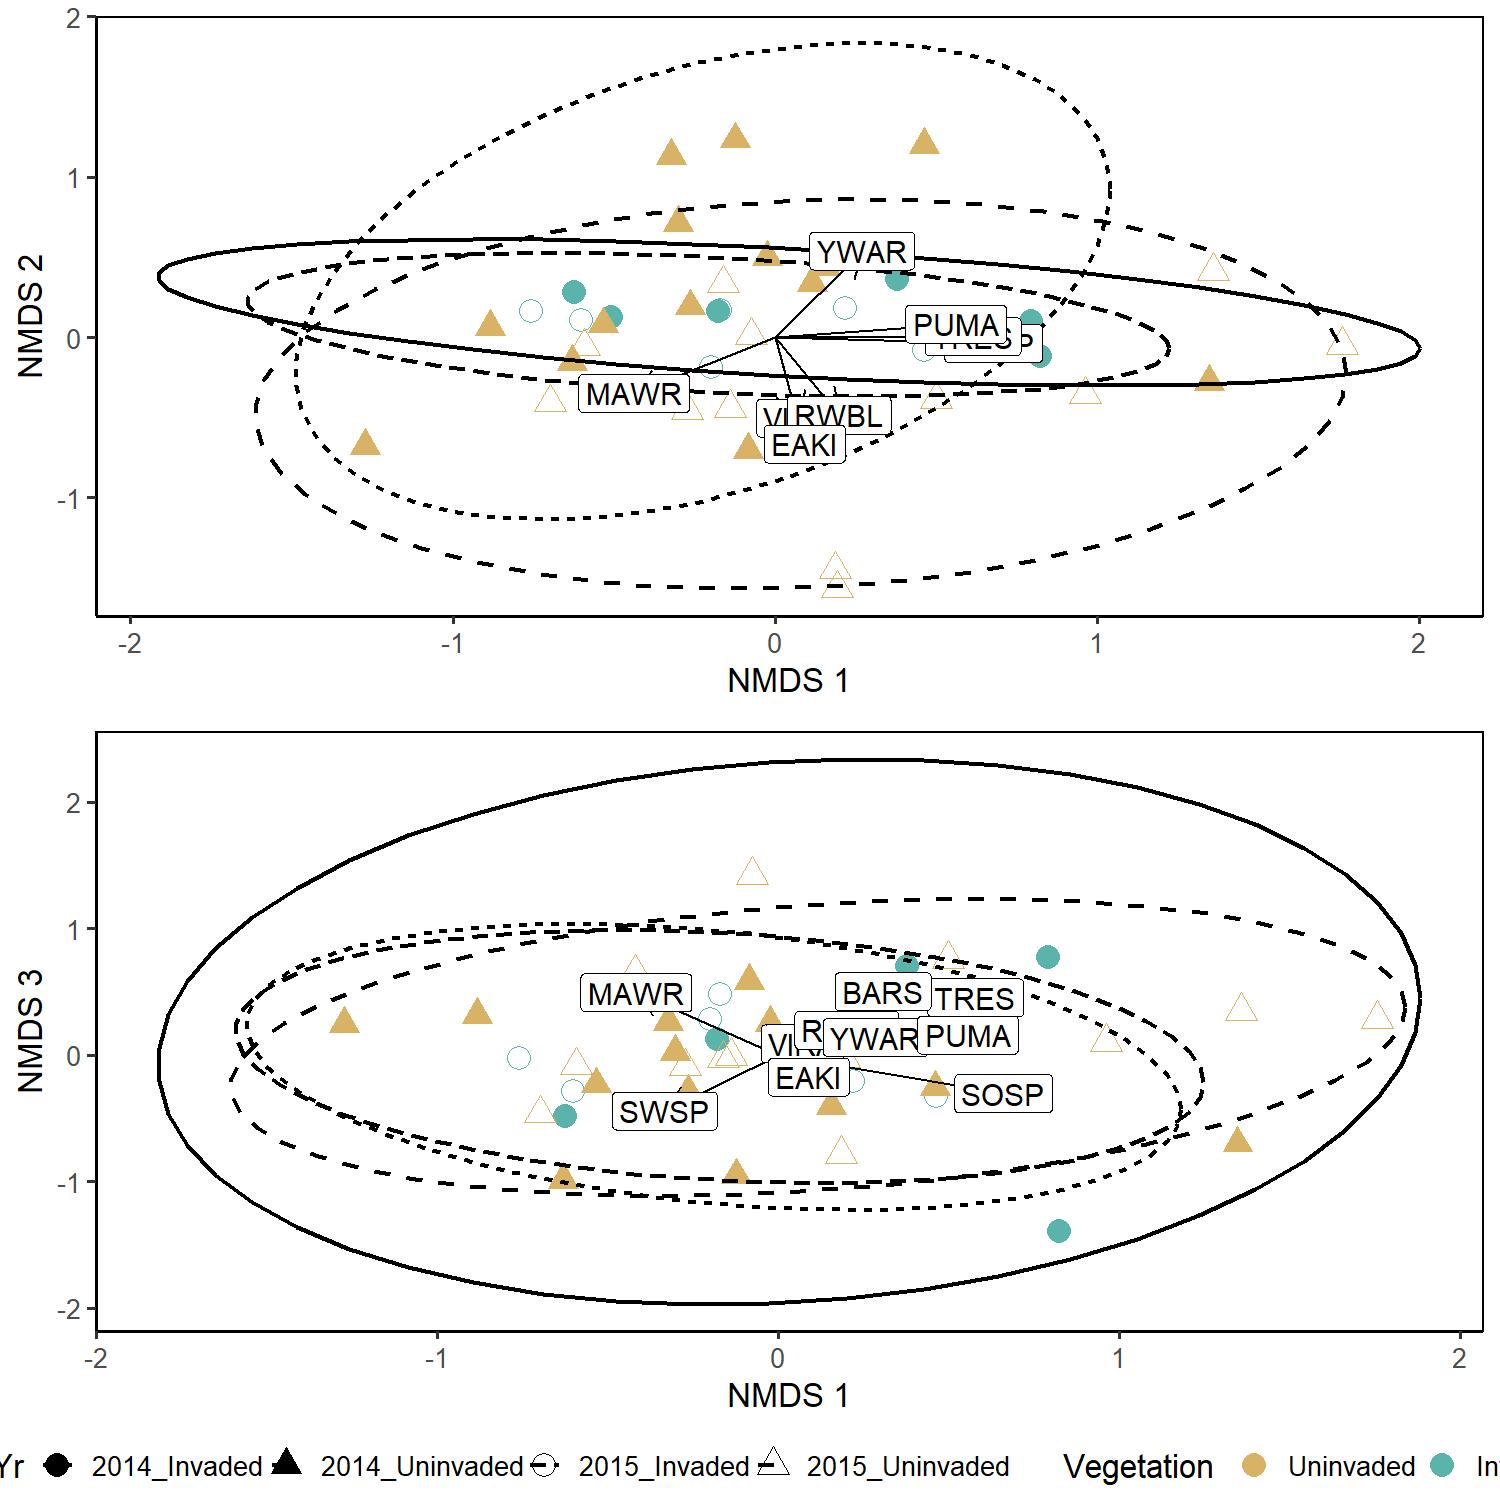 2
1
0
-1
NMDS 2
YWAR
PUMA
MAWR
RWBL
EAKI
-2
-1
0
1
2
NMDS 1
2
1
0
-1
-2
NMDS 3
MAWR
BARS
TRES
YWAR
PUMA
EAKI
SOSP
SWSP
-2
-1
0
1
2
NMDS 1
Yr 2014_Invaded 2014_Uninvaded 2015_Invaded 2015_Uninvaded Vegetation Uninvaded